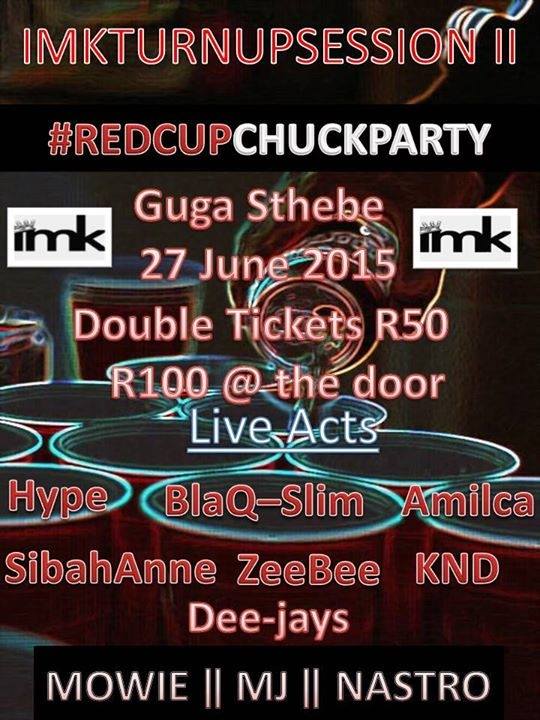 IMKTURNUPSESSION II
#REDCUPCHUCKPARTY
Guga Sthebe
imk imk
27 June 2015
Double Tickets R50
R100 @ the door
Live Acts
Hype BlaQ–Slim Amilca
SibahAnne ZeeBee KND
Dee-jays
MOWIE || MJ || NASTRO